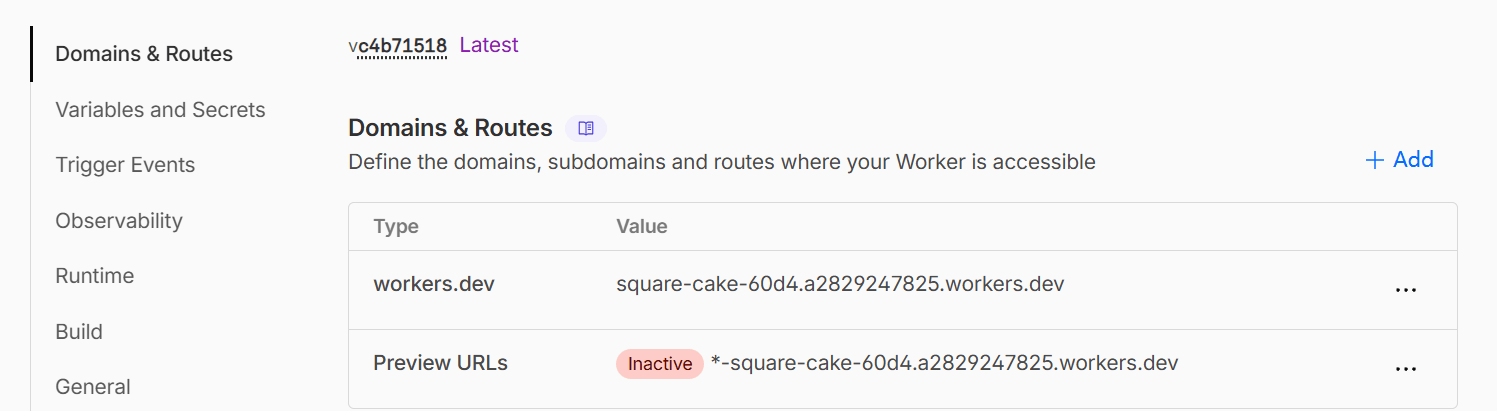 Domains & Routes
Variables and Secrets
Trigger Events
Observability
Runtime
Build
General
vc4b71518 Latest
Domains & Routes
Define the domains, subdomains and routes where your Worker is accessible
+ Add
Type Value
workers.dev square-cake-60d4.a2829247825.workers.dev ...
Preview URLs Inactive *-square-cake-60d4.a2829247825.workers.dev ...